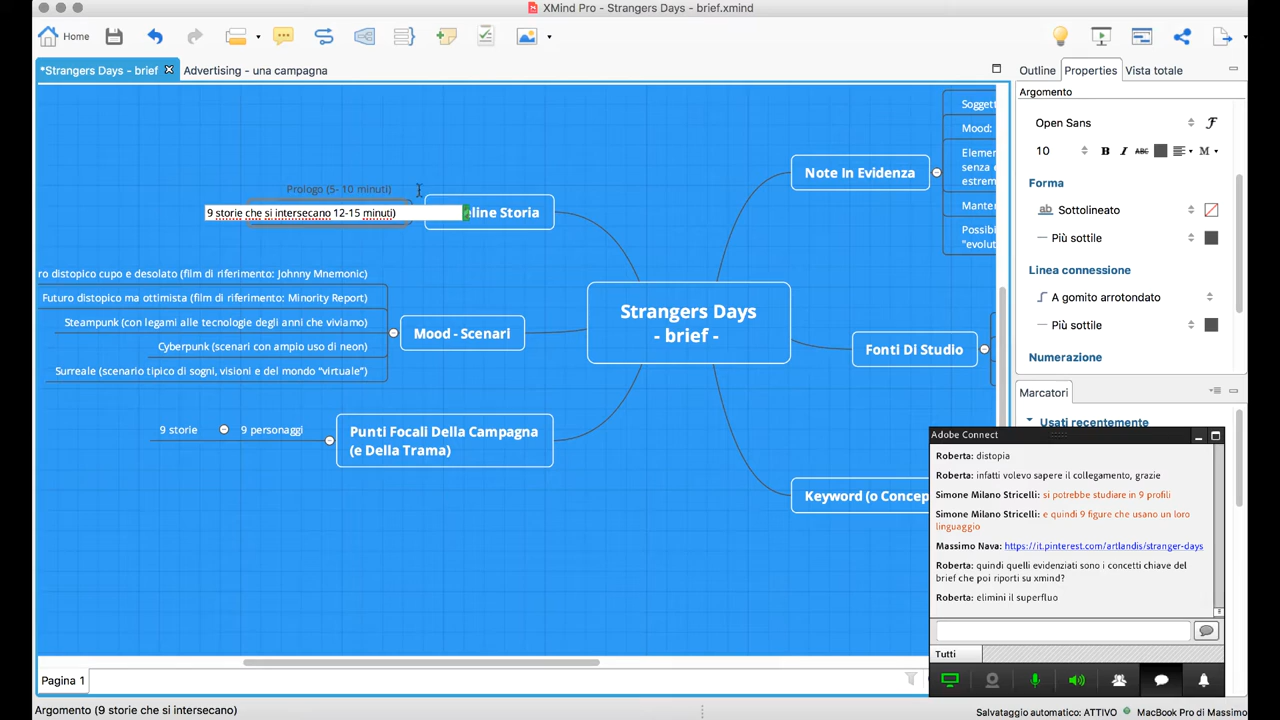 XMind Pro - Strangers Days - brief.xmind
Home
*Strangers Days - brief
Advertising - una campagna
Outline
Properties
Vista totale
Argomento
Open Sans
10
B I ABC M
Forma
Sottolineato
Più sottile
Linea connessione
A gomito arrotondato
Più sottile
Numerazione
Marcatori
Usati recentemente
Prologo (5- 10 minuti)
9 storie che si intersecano 12-15 minuti)
line Storia
ro distopico cupo e desolato (film di riferimento: Johnny Mnemonic)
Futuro distopico ma ottimista (film di riferimento: Minority Report)
Steampunk (con legami alle tecnologie degli anni che viviamo)
Cyberpunk (scenari con ampio uso di neon)
Surreale (scenario tipico di sogni, visioni e del mondo "virtuale")
Mood - Scenari
9 storie
9 personaggi
Punti Focali Della Campagna
(e Della Trama)
Strangers Days
- brief -
Note In Evidenza
Soggett
Mood:
Elemen
senza e
estrem
Mante
Possibi
"evolut
Fonti Di Studio
Keyword (o Concep
Adobe Connect
Roberta: distopia
Roberta: infatti volevo sapere il collegamento, grazie
Simone Milano Stricelli: si potrebbe studiare in 9 profili
Simone Milano Stricelli: e quindi 9 figure che usano un loro
linguaggio
Massimo Nava: https://it.pinterest.com/artlandis/stranger-days
Roberta: quindi quelli evidenziati sono i concetti chiave del
brief che poi riporti su xmind?
Roberta: elimini il superfluo
Tutti
Pagina 1
Argomento (9 storie che si intersecano)
Salvataggio automatico: ATTIVO
MacBook Pro di Massimo